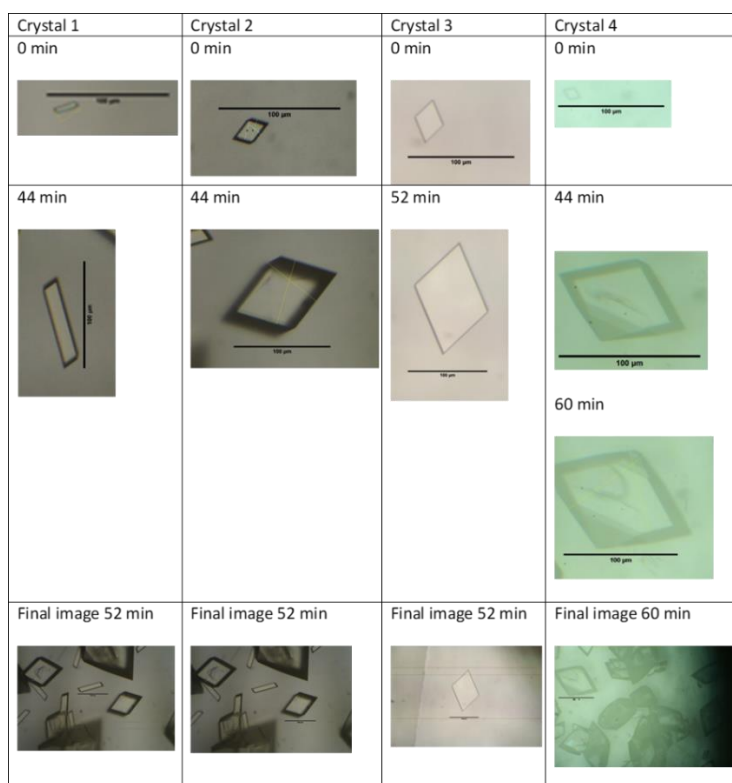 Crystal 1 Crystal 2 Crystal 3 Crystal 4
0 min 0 min 0 min 0 min
100 μm 100 μm 100 μm 100 μm
44 min 44 min 52 min 44 min
100 μm 100 μm 100 μm 100 μm
60 min
100 μm
Final image 52 min Final image 52 min Final image 52 min Final image 60 min